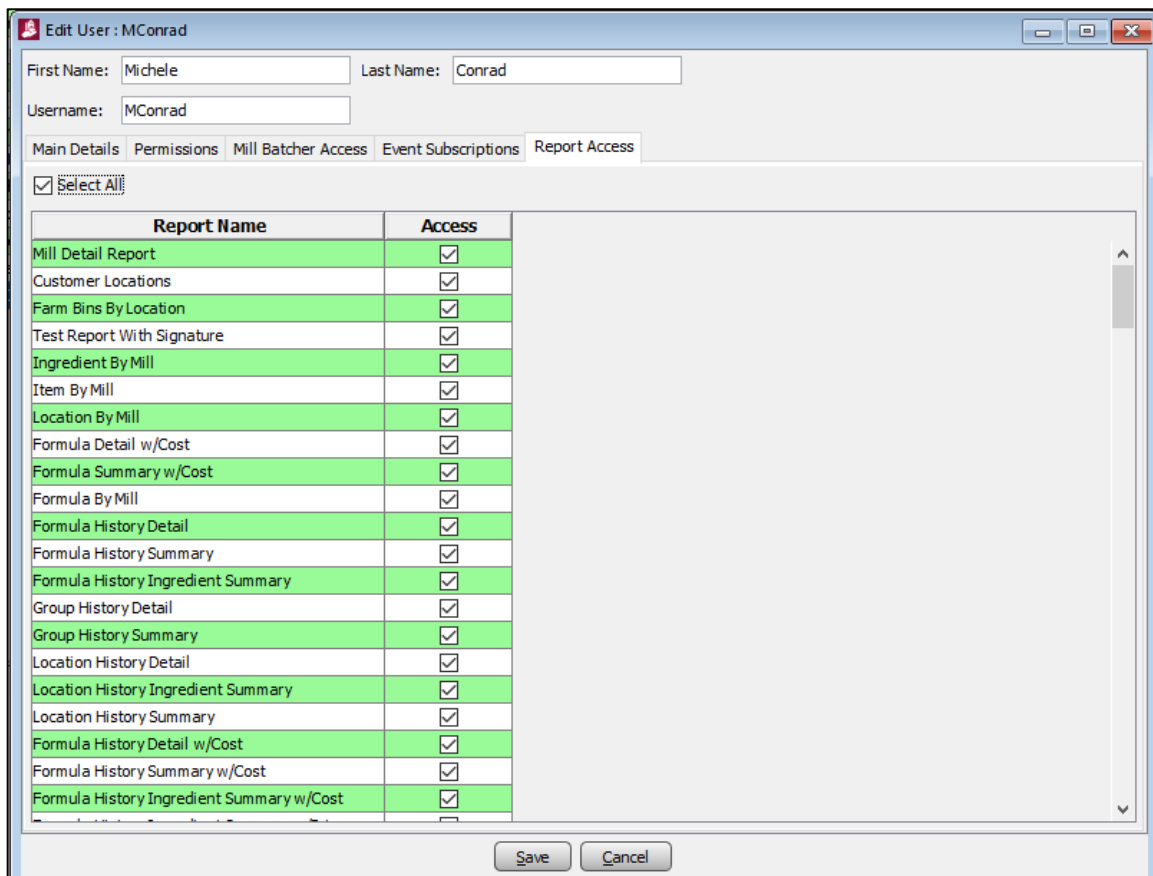 Edit User : MConrad
First Name: Michele Last Name: Conrad
Username: MConrad
Main Details Permissions Mill Batcher Access Event Subscriptions Report Access
Select All
Report Name Access
Mill Detail Report
Customer Locations
Farm Bins By Location
Test Report With Signature
Ingredient By Mill
Item By Mill
Location By Mill
Formula Detail w/Cost
Formula Summary w/Cost
Formula By Mill
Formula History Detail
Formula History Summary
Formula History Ingredient Summary
Group History Detail
Group History Summary
Location History Detail
Location History Ingredient Summary
Location History Summary
Formula History Detail w/Cost
Formula History Summary w/Cost
Formula History Ingredient Summary w/Cost
Save Cancel